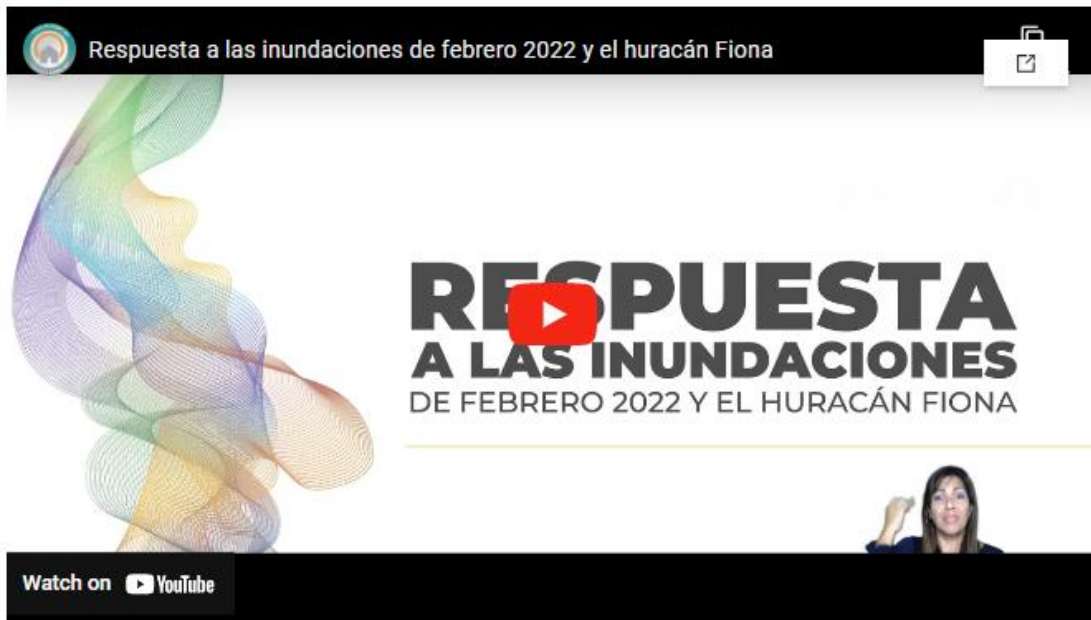 Respuesta a las inundaciones de febrero 2022 y el huracán Fiona
RESPUESTA
A LAS INUNDACIONES
DE FEBRERO 2022 Y EL HURACÁN FIONA
Watch on YouTube